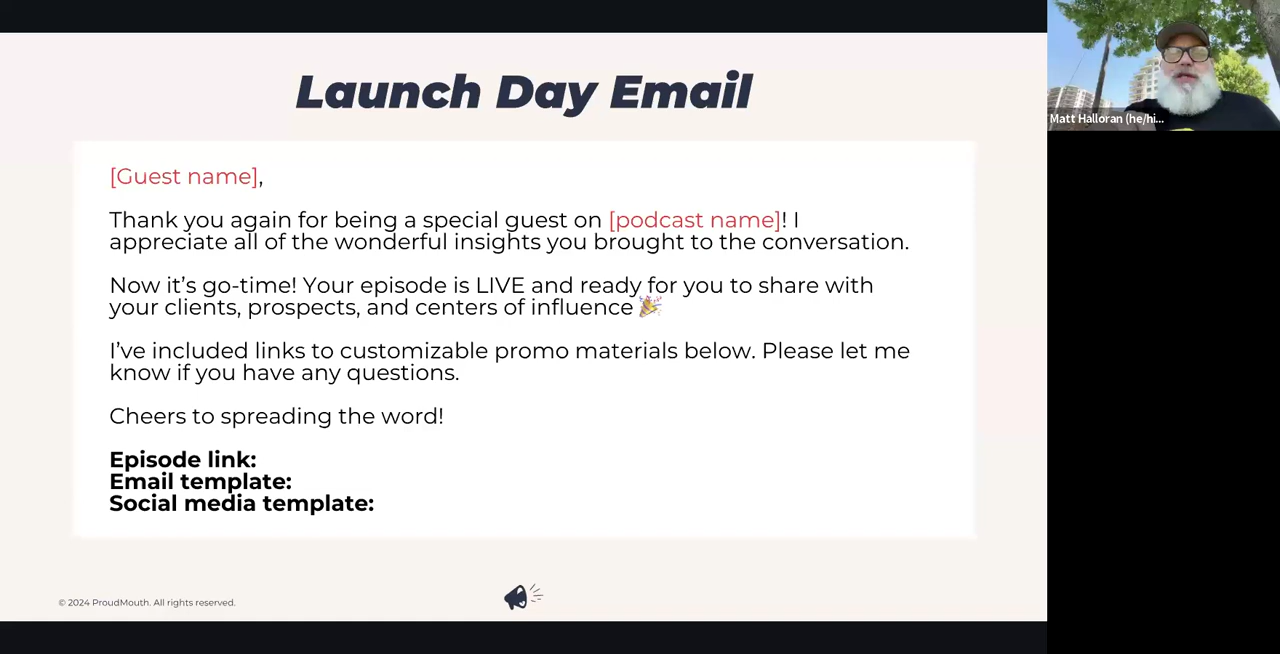 Launch Day Email
[Guest name],
Thank you again for being a special guest on [podcast name]! I
appreciate all of the wonderful insights you brought to the conversation.
Now it’s go-time! Your episode is LIVE and ready for you to share with
your clients, prospects, and centers of influence 🎉
I’ve included links to customizable promo materials below. Please let me
know if you have any questions.
Cheers to spreading the word!
Episode link:
Email template:
Social media template:
© 2024 ProudMouth. All rights reserved.
Matt Halloran (he/hi...